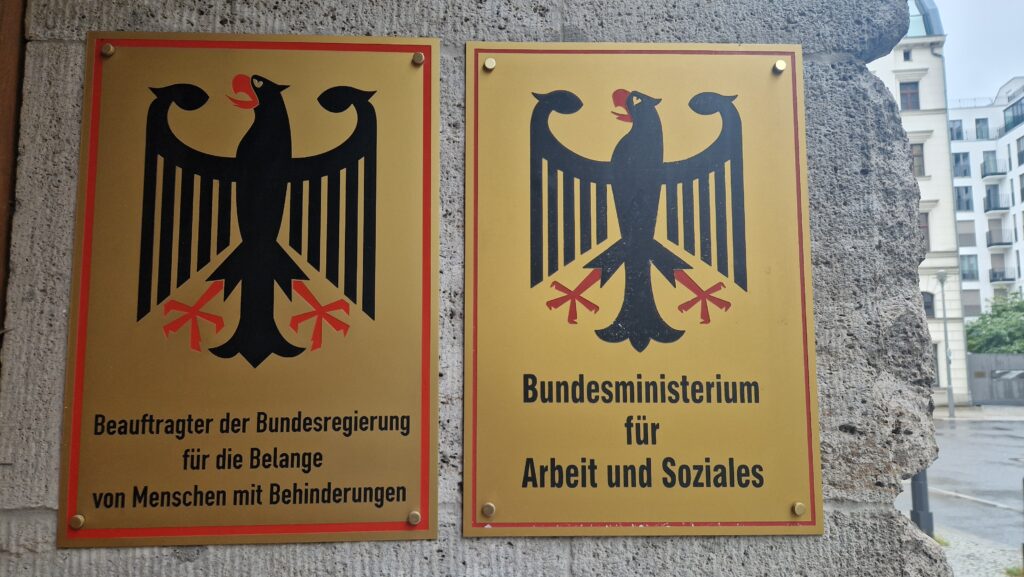 Beauftragter der Bundesregierung
für die Belange
von Menschen mit Behinderungen
Bundesministerium
für
Arbeit und Soziales